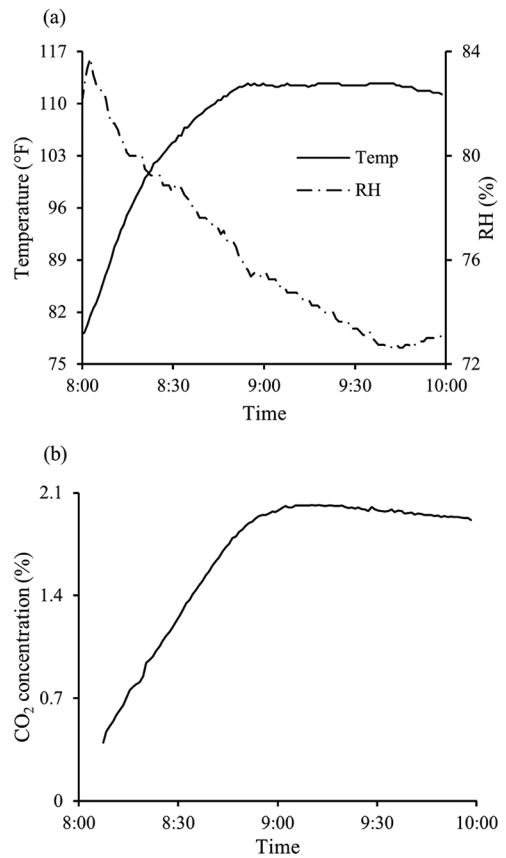 (a)
117
110
103
96
89
82
75
Temperature (°F)
84
80
76
72
RH (%)
Temp
RH
8:00
8:30
9:00
9:30
10:00
Time
(b)
2.1
1.4
0.7
0
CO₂ concentration (%)
8:00
8:30
9:00
9:30
10:00
Time